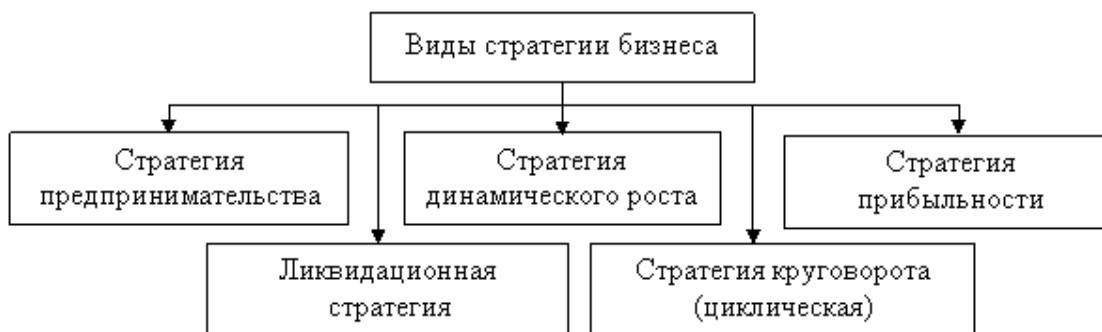 Виды стратегии бизнеса
Стратегия
предпринимательства
Стратегия
динамического роста
Стратегия
прибыльности
Ликвидационная
стратегия
Стратегия круговорота
(циклическая)